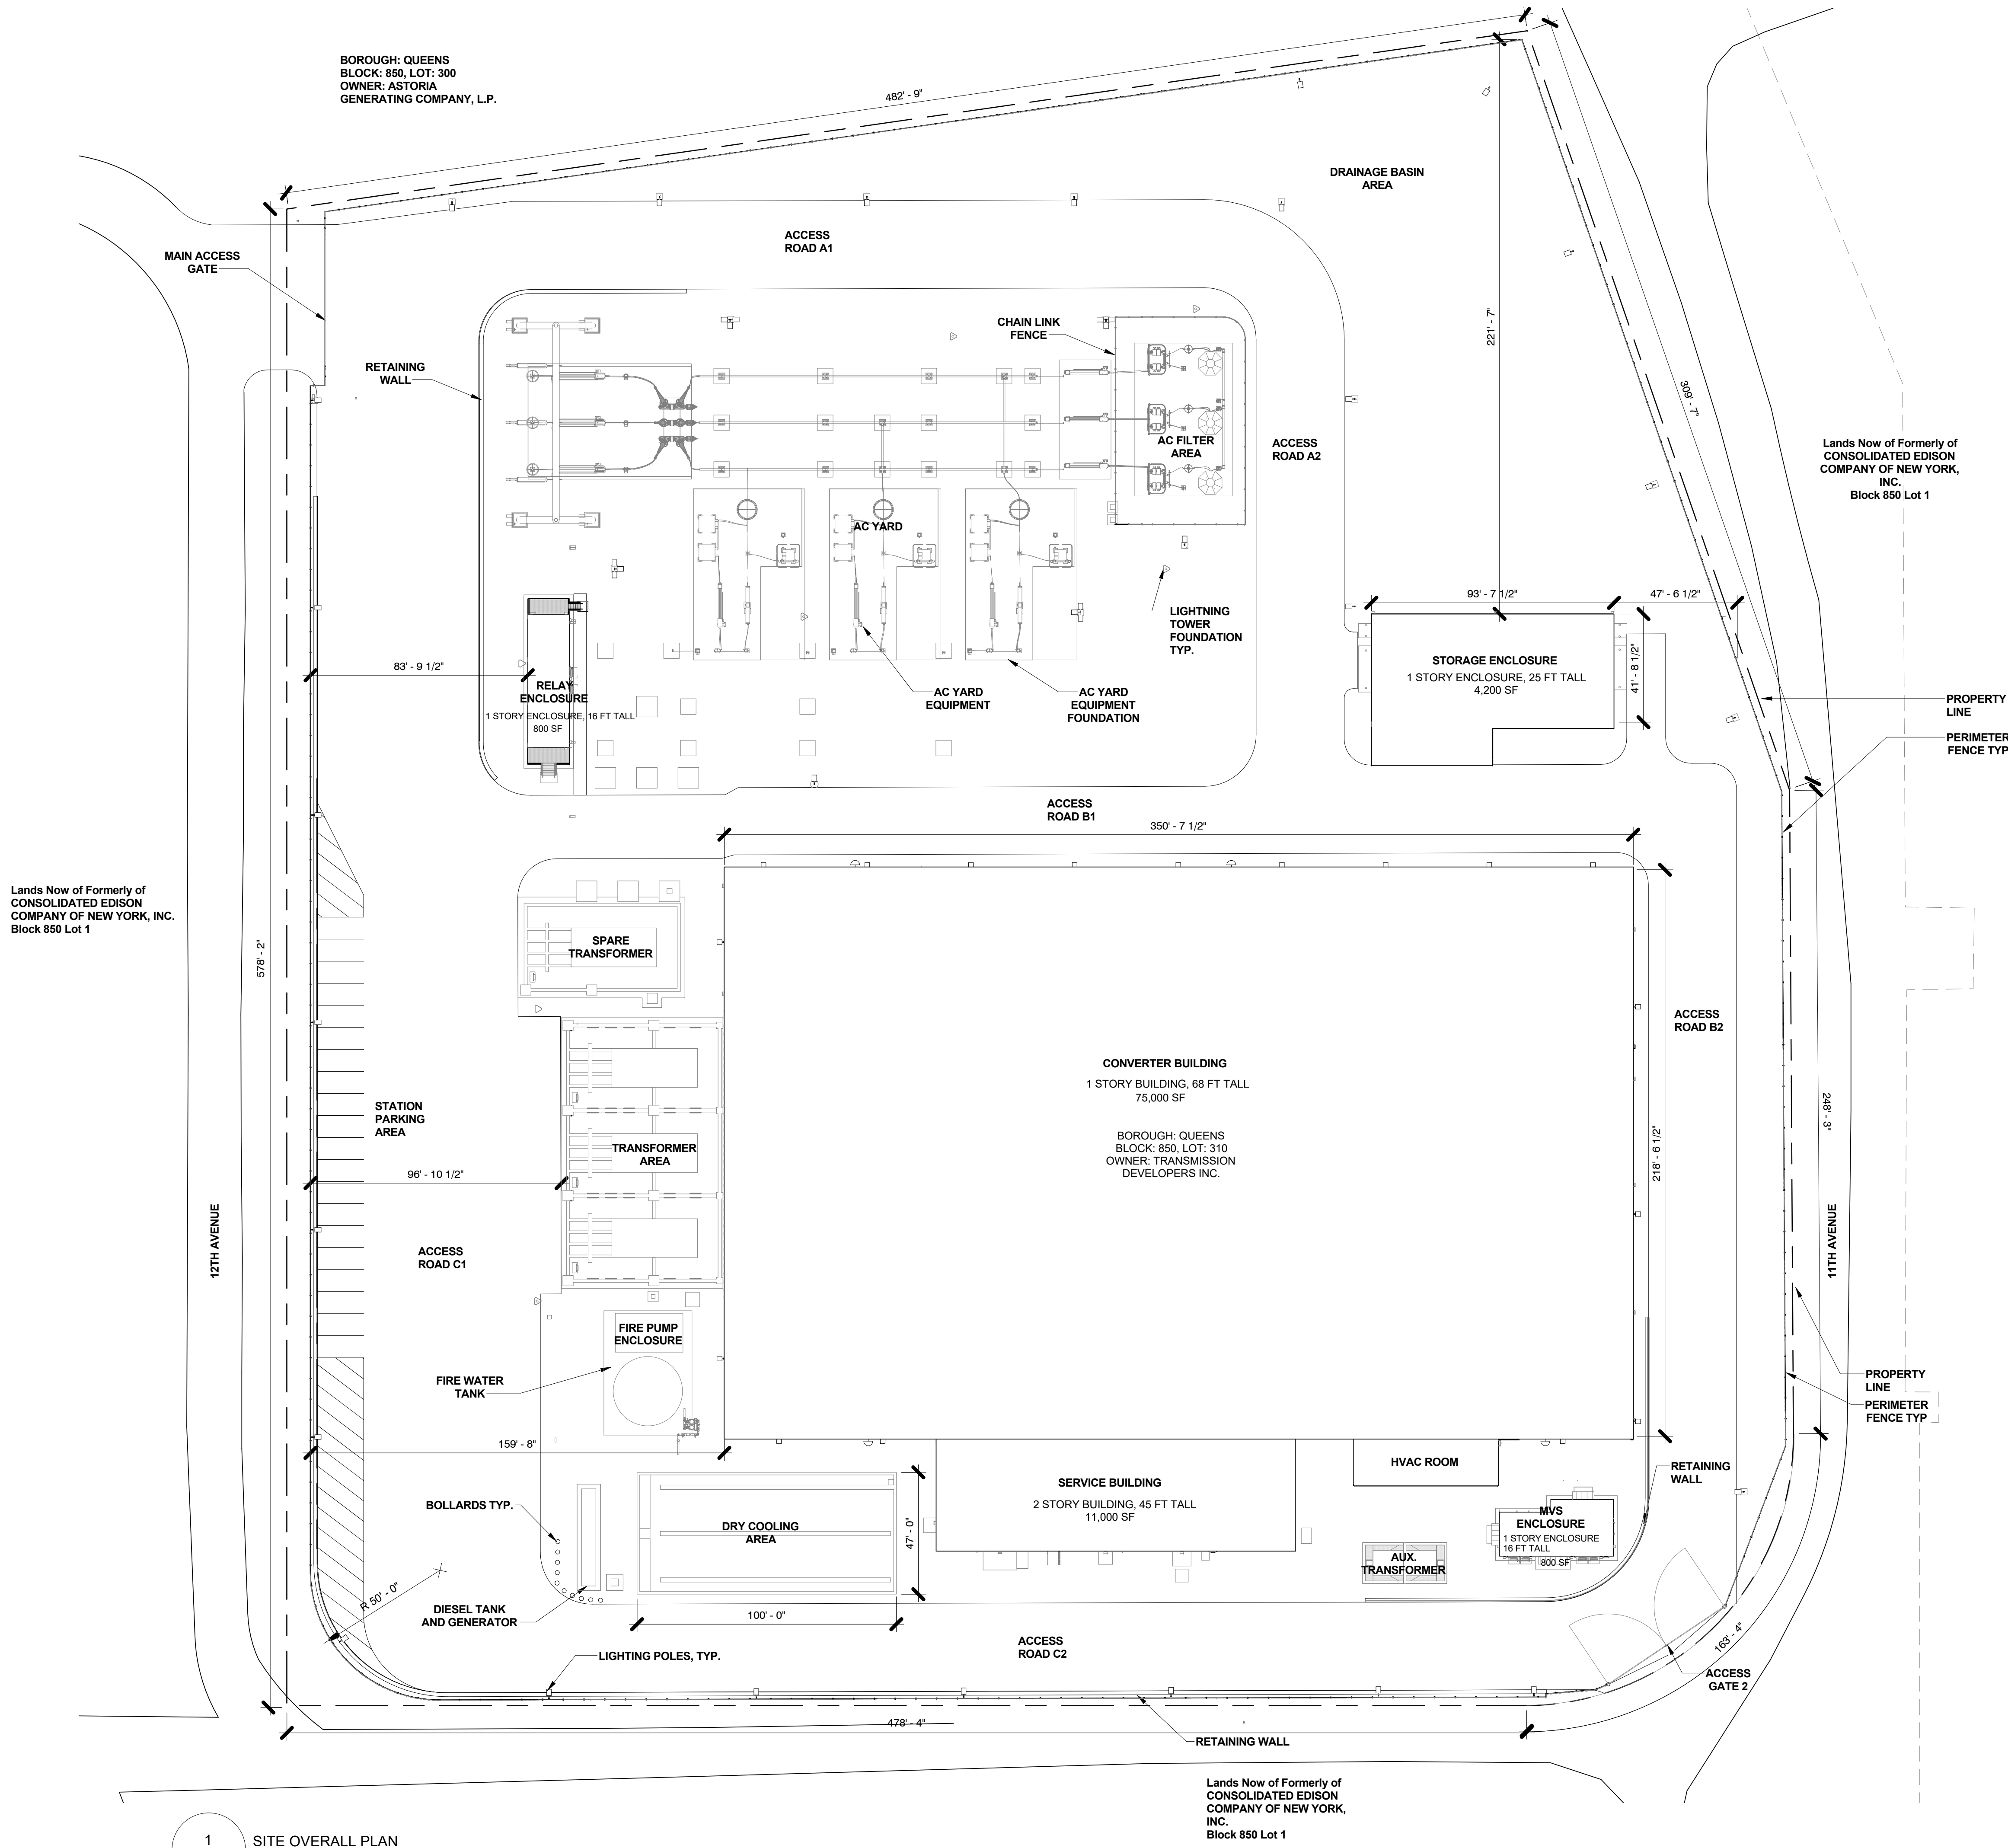 BOROUGH: QUEENS
BLOCK: 850, LOT: 300
OWNER: ASTORIA
GENERATING COMPANY, L.P.
482' - 9"
DRAINAGE BASIN
AREA
ACCESS
ROAD A1
MAIN ACCESS
GATE
CHAIN LINK
FENCE
221' - 7"
RETAINING
WALL
309' - 7"
AC FILTER
AREA
ACCESS
ROAD A2
Lands Now of Formerly of
CONSOLIDATED EDISON
COMPANY OF NEW YORK,
INC.
Block 850 Lot 1
AC YARD
93' - 7 1/2"
47' - 6 1/2"
LIGHTNING
TOWER
FOUNDATION
TYP.
83' - 9 1/2"
STORAGE ENCLOSURE
1 STORY ENCLOSURE, 25 FT TALL
4,200 SF
41' - 8 1/2"
RELAY
ENCLOSURE
1 STORY ENCLOSURE, 16 FT TALL
800 SF
AC YARD
EQUIPMENT
AC YARD
EQUIPMENT
FOUNDATION
PROPERTY
LINE
PERIMETER
FENCE TYP
ACCESS
ROAD B1
350' - 7 1/2"
Lands Now of Formerly of
CONSOLIDATED EDISON
COMPANY OF NEW YORK, INC.
Block 850 Lot 1
578' - 2"
SPARE
TRANSFORMER
ACCESS
ROAD B2
CONVERTER BUILDING
1 STORY BUILDING, 68 FT TALL
75,000 SF
BOROUGH: QUEENS
BLOCK: 850, LOT: 310
OWNER: TRANSMISSION
DEVELOPERS INC.
STATION
PARKING
AREA
TRANSFORMER
AREA
218' - 6 1/2"
248' - 3"
96' - 10 1/2"
12TH AVENUE
11TH AVENUE
ACCESS
ROAD C1
FIRE PUMP
ENCLOSURE
FIRE WATER
TANK
PROPERTY
LINE
PERIMETER
FENCE TYP
159' - 8"
HVAC ROOM
RETAINING
WALL
SERVICE BUILDING
2 STORY BUILDING, 45 FT TALL
11,000 SF
BOLLARDS TYP.
DRY COOLING
AREA
47' - 0"
MVS
ENCLOSURE
1 STORY ENCLOSURE
16 FT TALL
800 SF
AUX.
TRANSFORMER
R 50' - 0"
DIESEL TANK
AND GENERATOR
100' - 0"
ACCESS
ROAD C2
163' - 4"
LIGHTING POLES, TYP.
ACCESS
GATE 2
478' - 4"
RETAINING WALL
Lands Now of Formerly of
CONSOLIDATED EDISON
COMPANY OF NEW YORK,
INC.
Block 850 Lot 1
1
SITE OVERALL PLAN